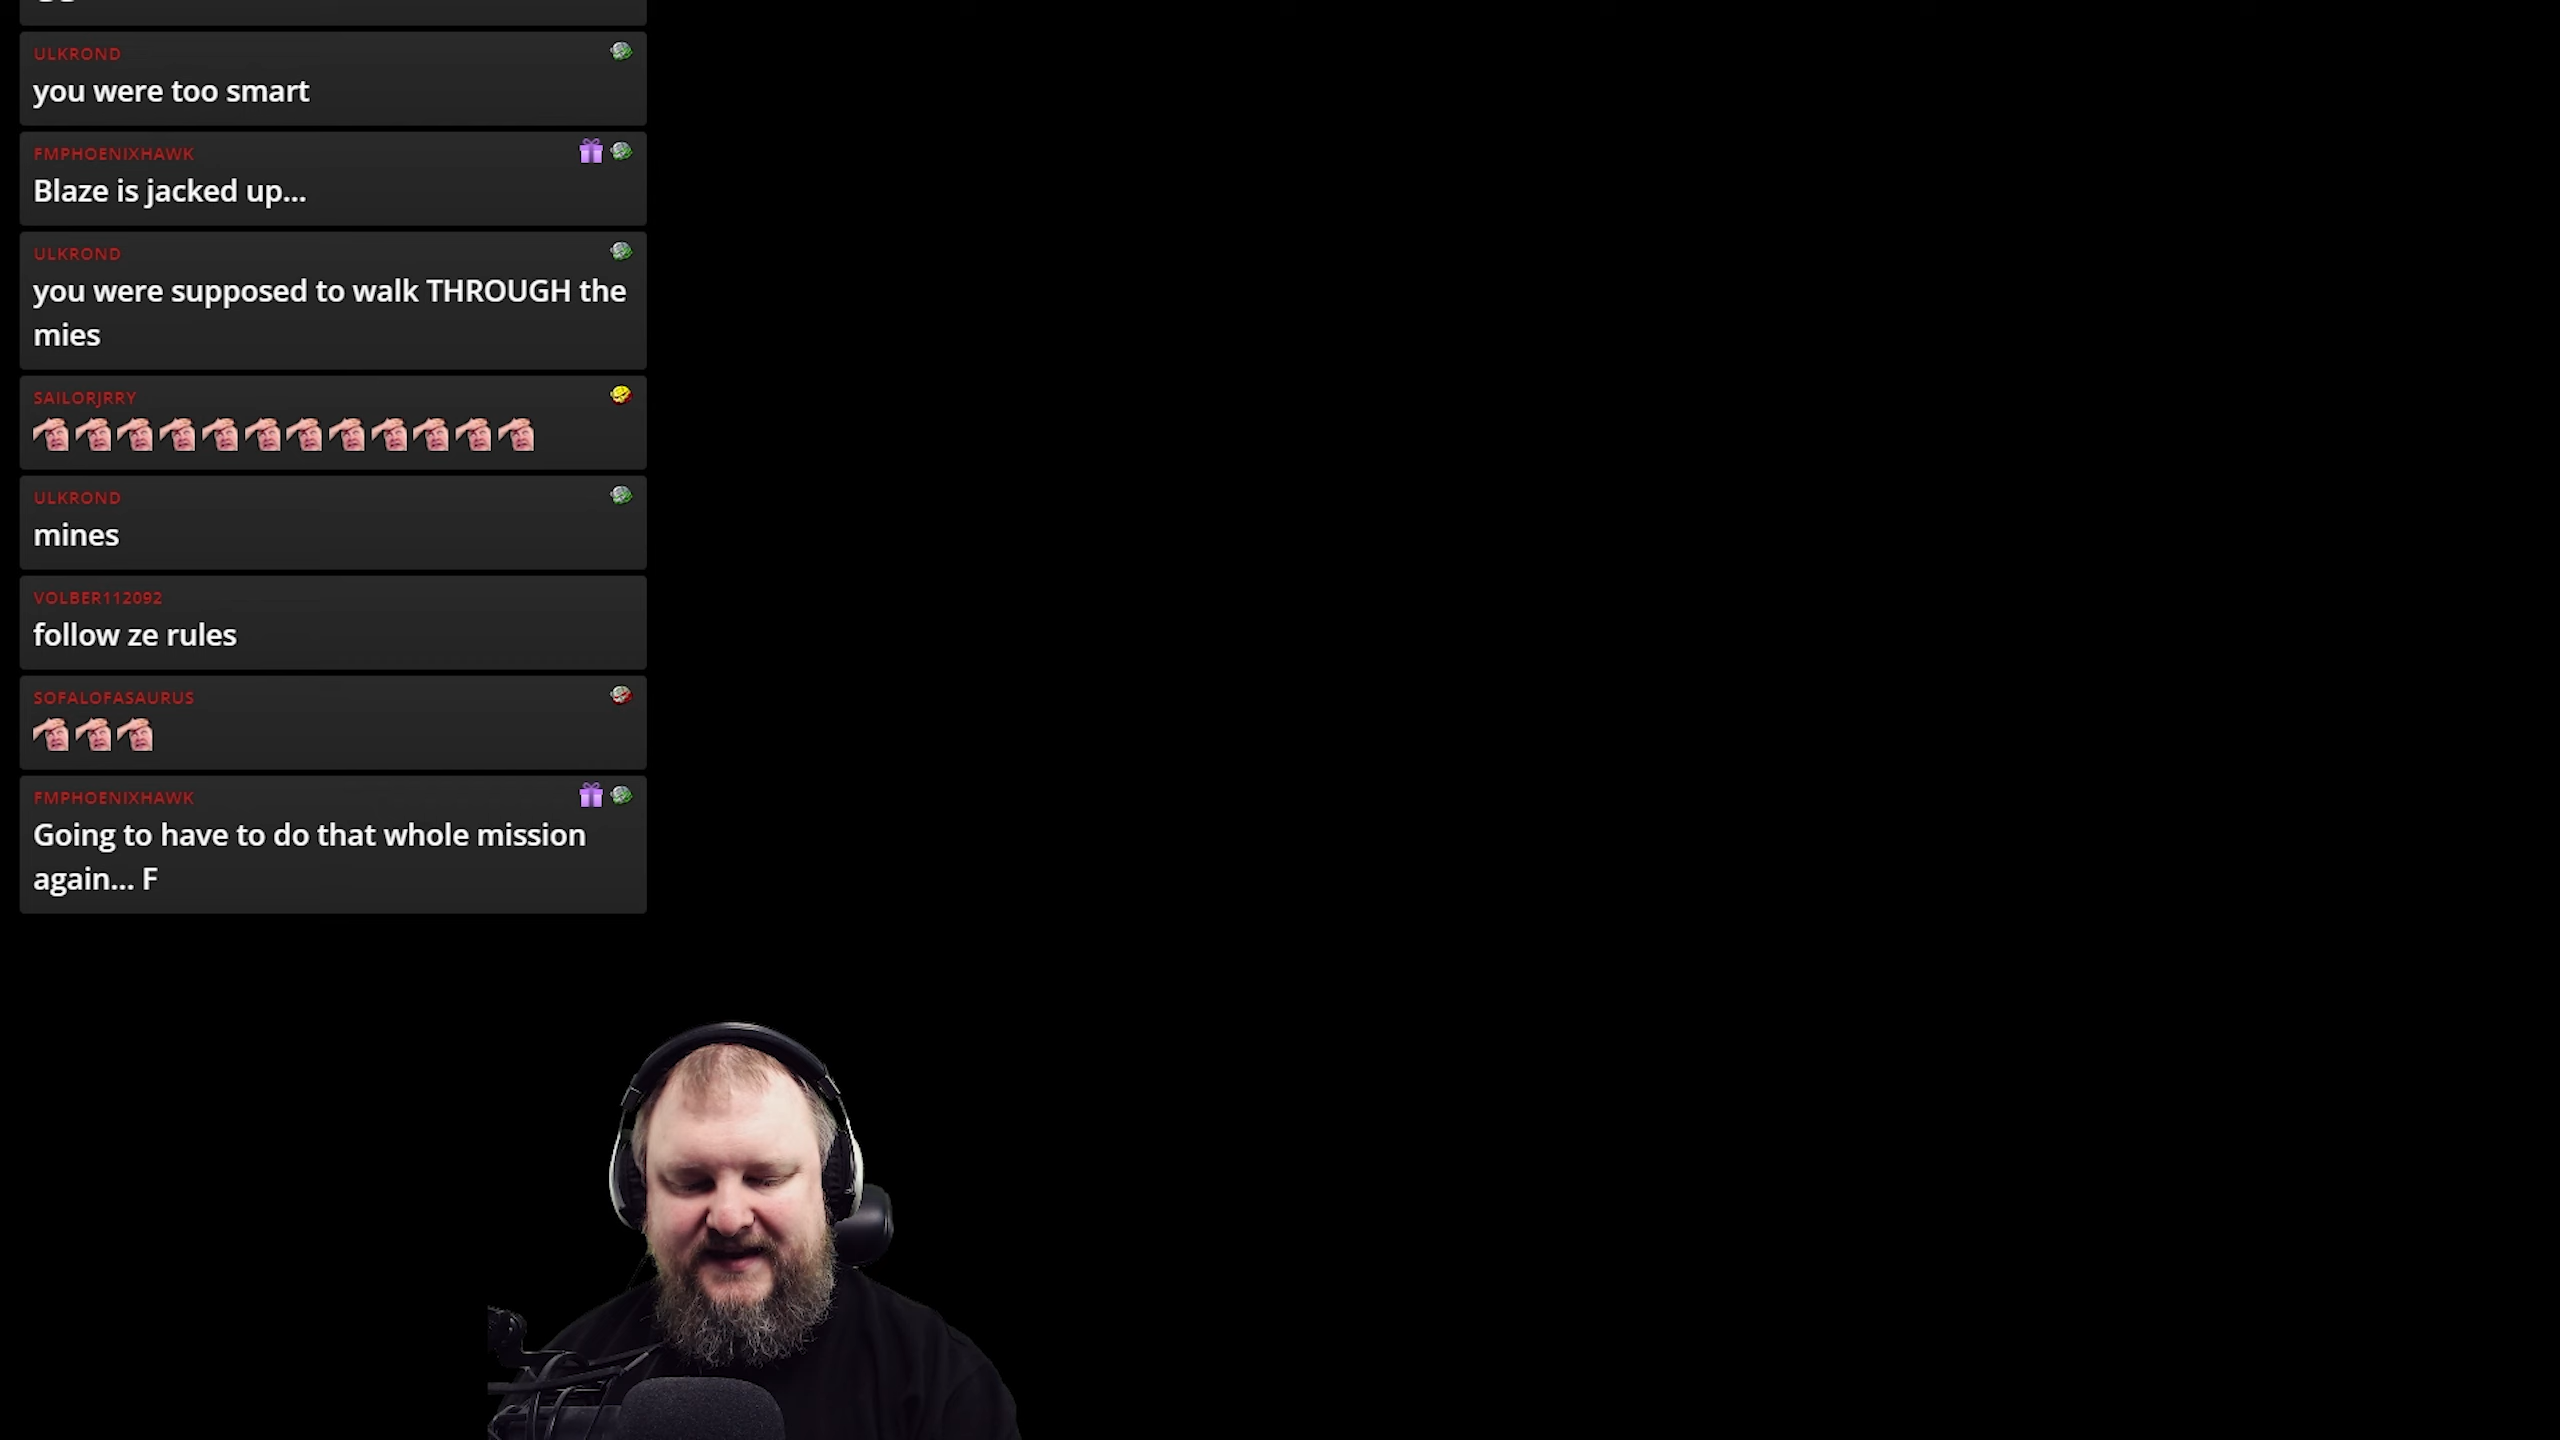 ULKROND
you were too smart
FMPHOENIXHAWK
Blaze is jacked up...
ULKROND
you were supposed to walk THROUGH the
mies
SAILORJRRY
ULKROND
mines
VOLBER112092
follow ze rules
SOFALOFASAURUS
FMPHOENIXHAWK
Going to have to do that whole mission
again... F